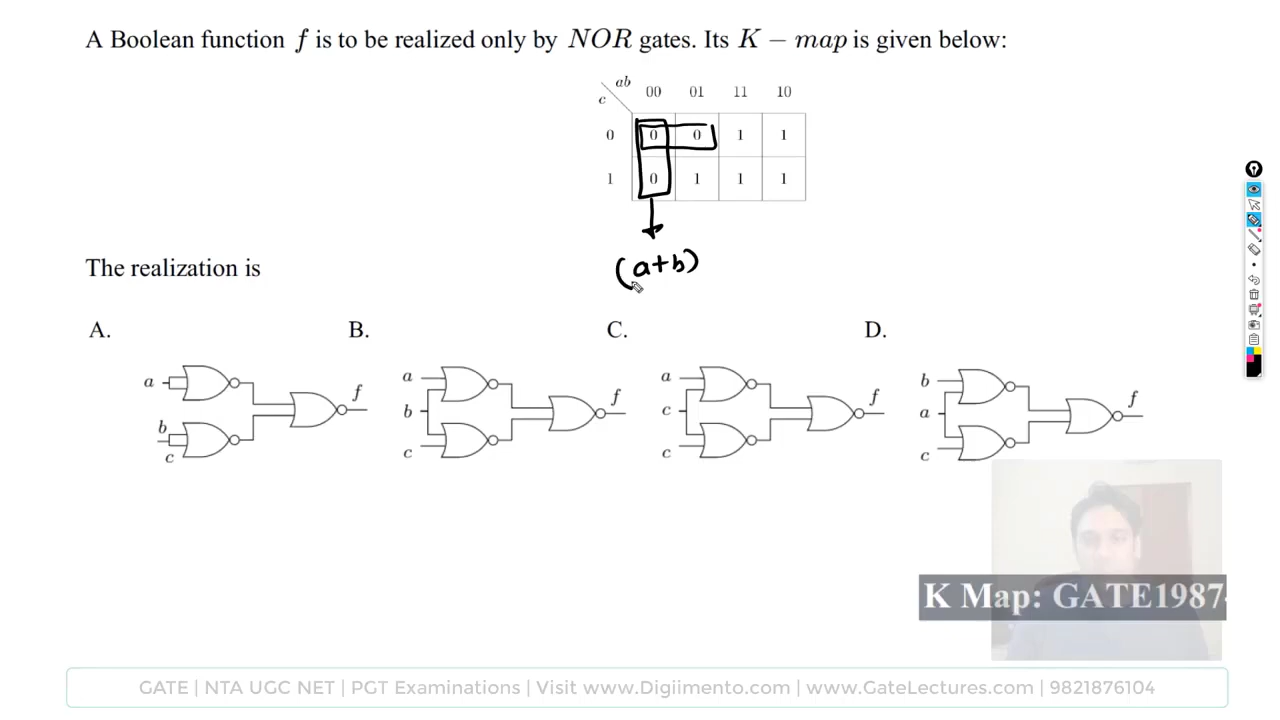 A Boolean function f is to be realized only by NOR gates. Its K − map is given below:
ab
c
00 01 11 10
0 0 0 1 1
1 0 1 1 1
(a+b)
(
The realization is
A. B. C. D.
a b c f
a b c f
a c c f
b a c f
K Map: GATE1987-
GATE | NTA UGC NET | PGT Examinations | Visit www.Digiimento.com | www.GateLectures.com | 9821876104